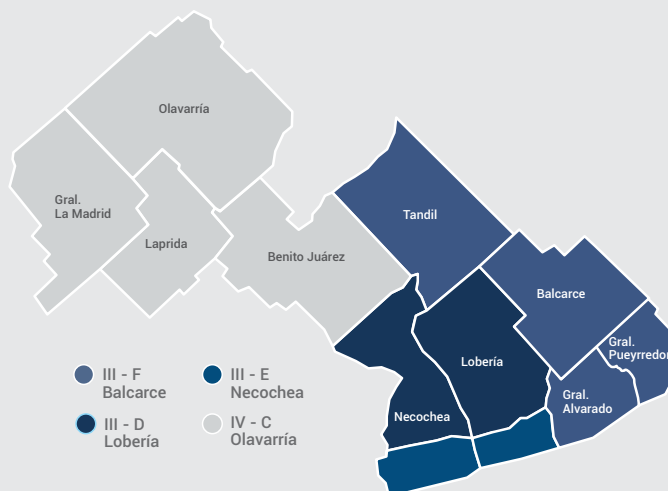 Olavarría
Gral.
La Madrid
Laprida
Benito Juárez
Tandil
Balcarce
Gral.
Pueyrredon
Lobería
Gral.
Alvarado
Necochea
III - F
Balcarce
III - E
Necochea
III - D
Lobería
IV - C
Olavarría